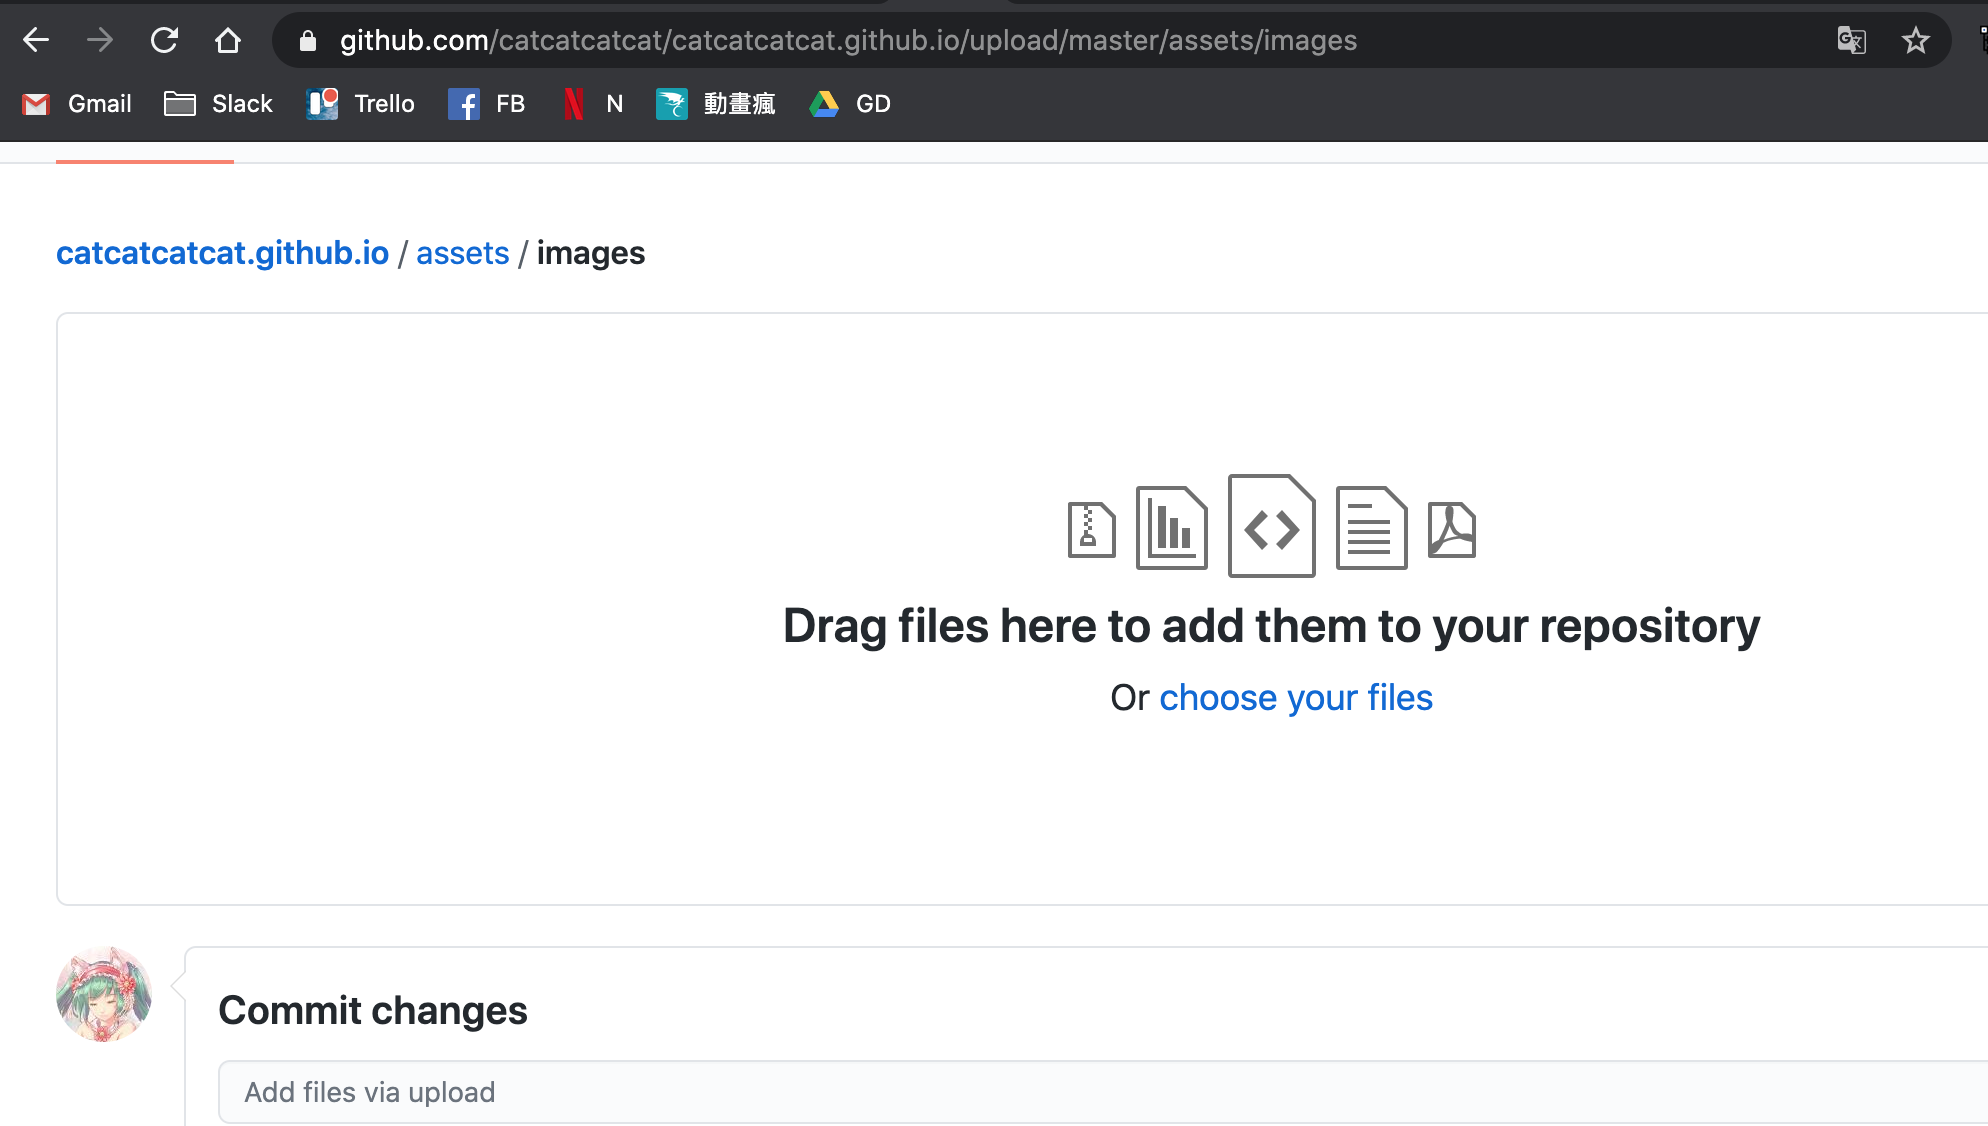 github.com/catcatcatcat/catcatcatcat.github.io/upload/master/assets/images
Gmail Slack Trello FB N 動畫瘋 GD
catcatcatcat.github.io / assets / images
Drag files here to add them to your repository
Or choose your files
Commit changes
Add files via upload